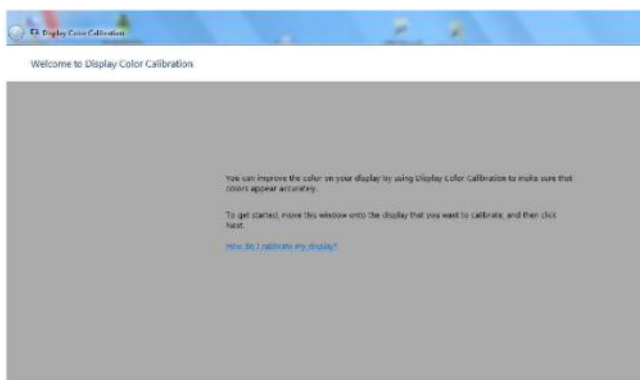 Display Color Calibration
Welcome to Display Color Calibration
You can improve the color on your display by using Display Color Calibration to make sure that
colors appear accurately.
To get started, move this window onto the display that you want to calibrate, and then click
Next.
How do I calibrate my display?